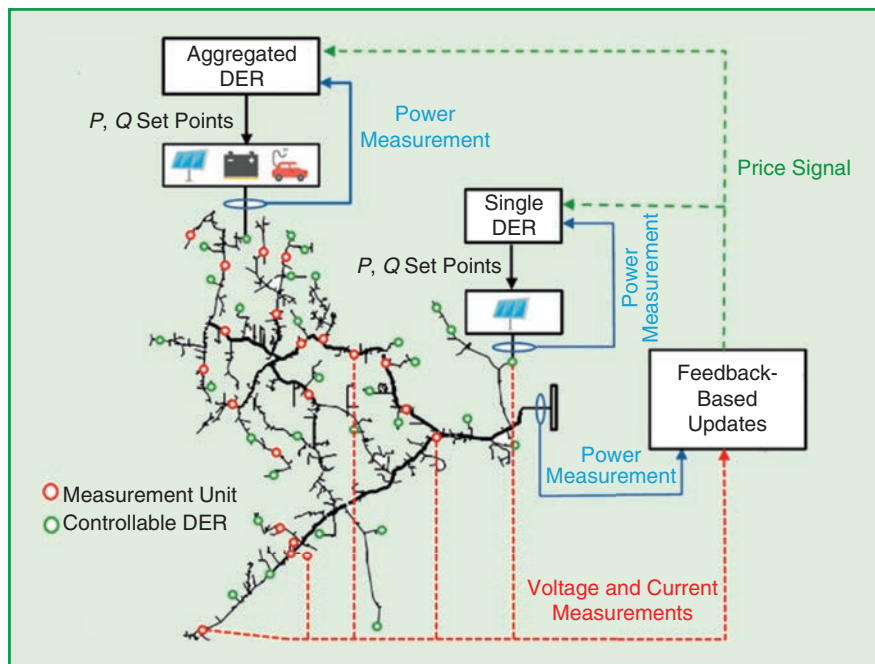 Aggregated
DER
P, Q Set Points
Power
Measurement
Price Signal
Single
DER
P, Q Set Points
Power
Measurement
Feedback-
Based
Updates
Power
Measurement
Measurement Unit
Controllable DER
Voltage and Current
Measurements